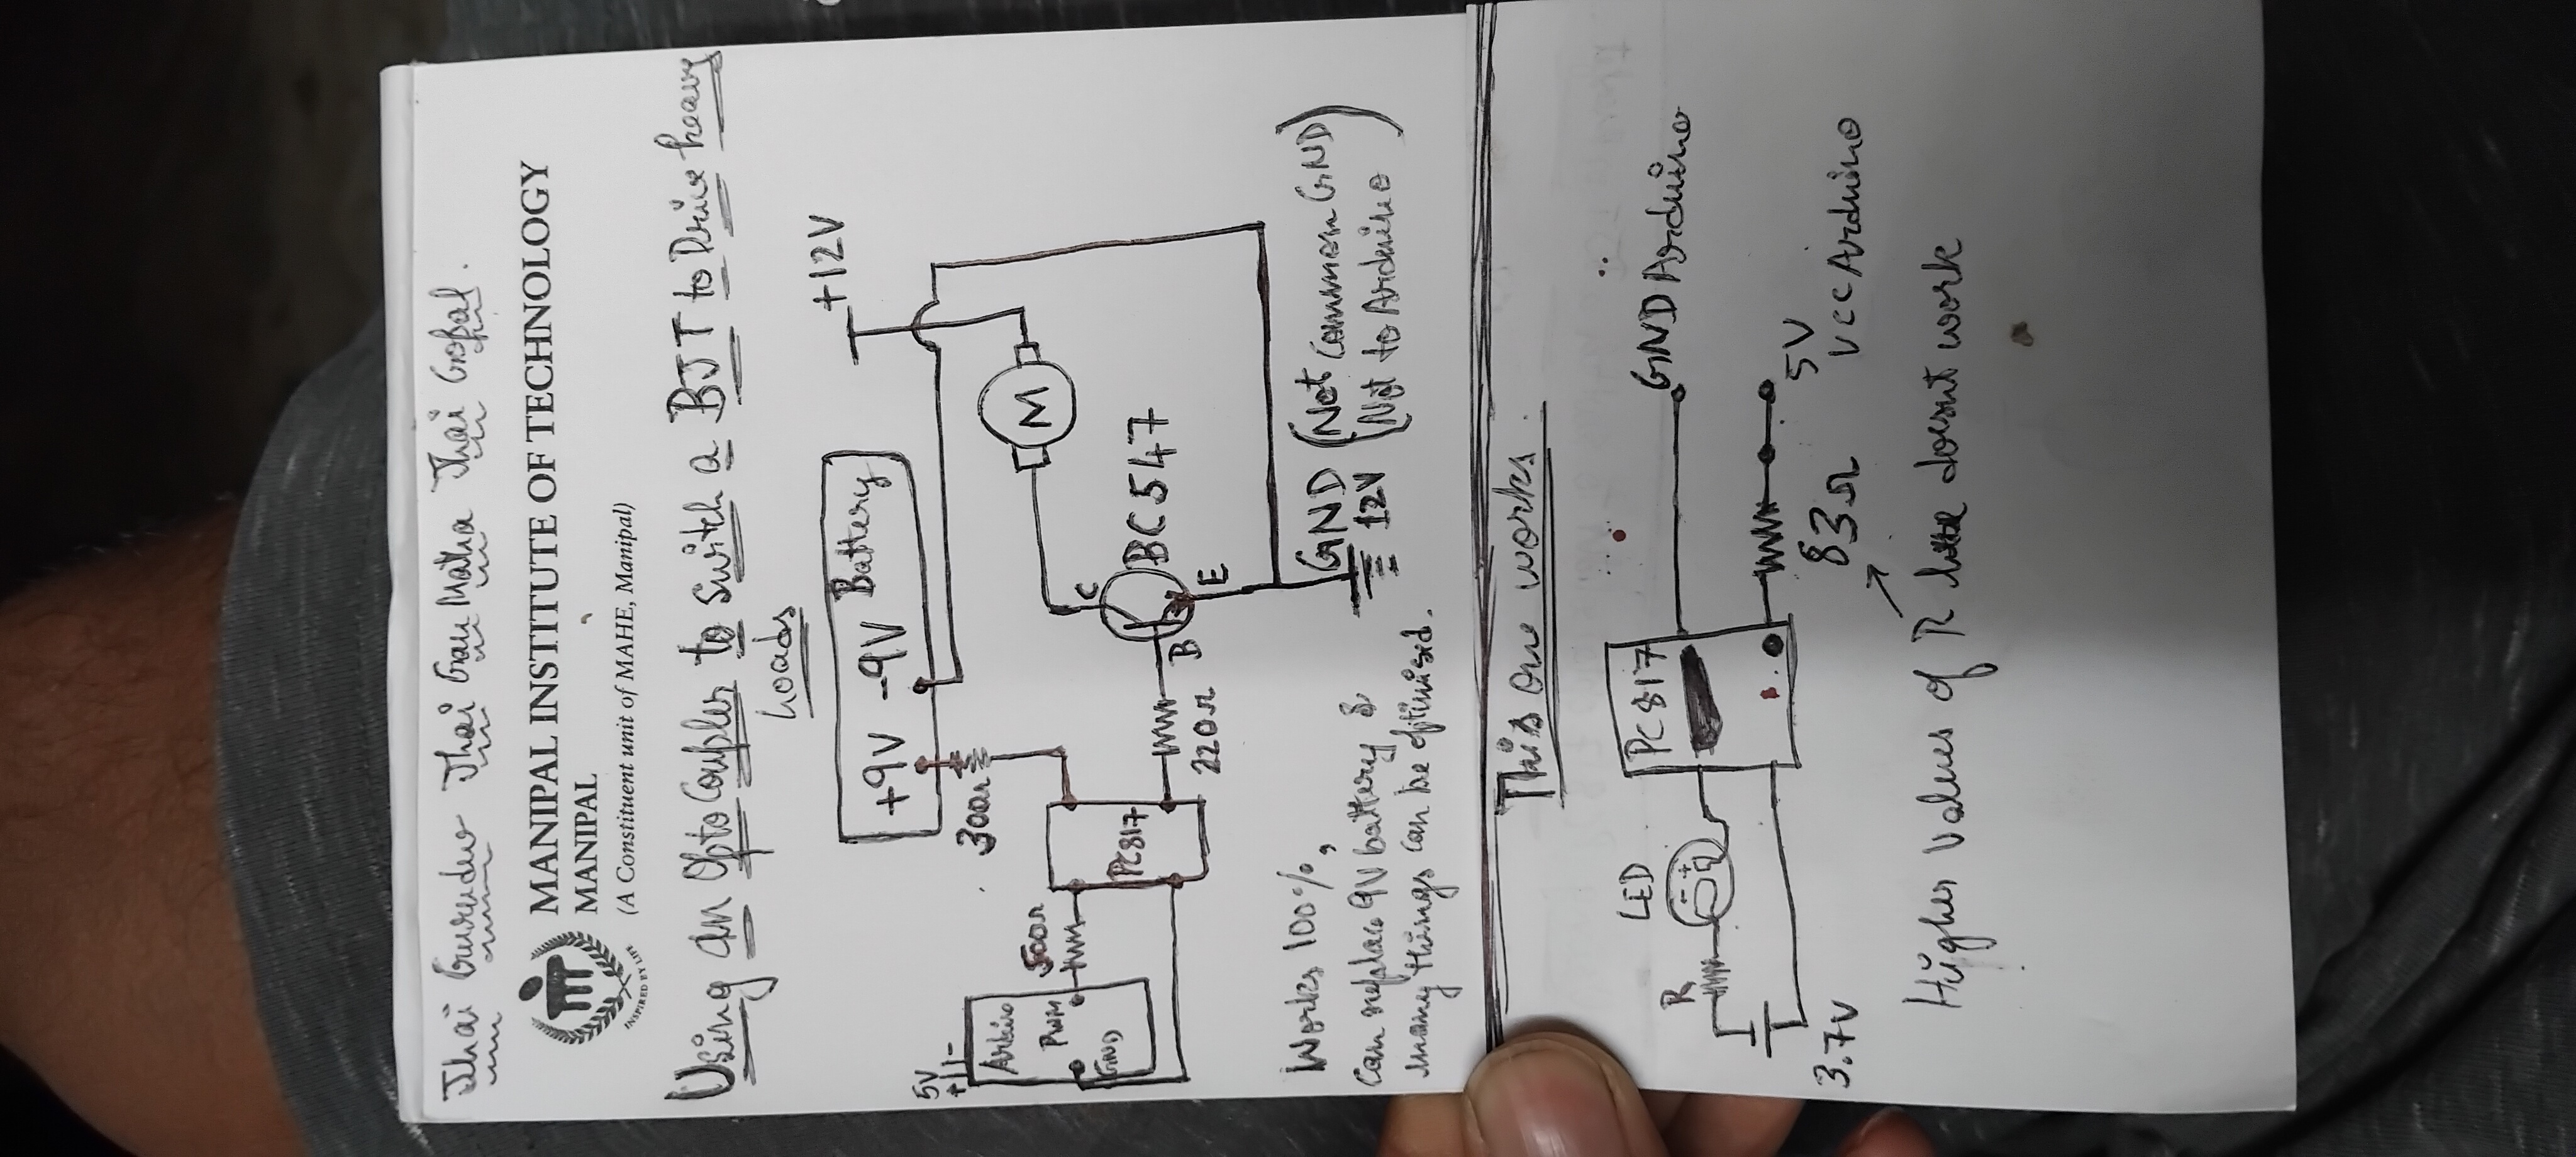 Jhai Gurudev Jhai Gau Matha Jhai Gopal.
INSPIRED BY LIFE
MANIPAL INSTITUTE OF TECHNOLOGY
MANIPAL
(A Constituent unit of MAHE, Manipal)
Using an OptoCoupler to switch a BJT to Drive heavy
Loads
+12V
+9V -9V Battery
5V
+ -
300Ω
Arduino
500Ω
PWM
M
GND
C
PC817
BC547
B
220Ω
E
Works 100%,
GND (Not common GND)
can replace 9V battery &
12V (Not to Arduino)
many things can be optimised.
This one works.
LED
PC817
R
- +
GND Arduino
5V
3.7V
83Ω
VCC Arduino
Higher values of R doesnt work